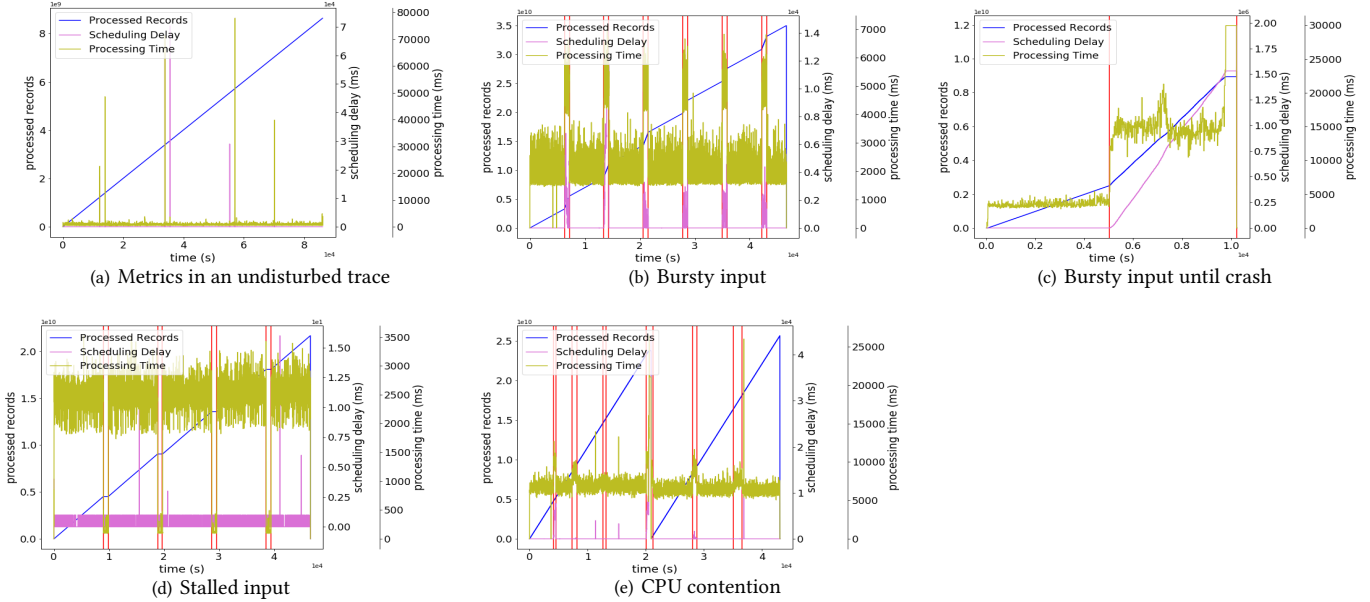 1e9
1e4
Processed Records
Scheduling Delay
Processing Time
8
6
4
2
0
processed records
7
6
5
4
3
2
1
0
scheduling delay (ms)
80000
70000
60000
50000
40000
30000
20000
10000
0
processing time (ms)
0 2 4 6 8
time (s)
1e4
(a) Metrics in an undisturbed trace
1e10
1e4
Processed Records
Scheduling Delay
Processing Time
3.5
3.0
2.5
2.0
1.5
1.0
0.5
0.0
processed records
1.4
1.2
1.0
0.8
0.6
0.4
0.2
0.0
scheduling delay (ms)
7000
6000
5000
4000
3000
2000
1000
0
processing time (ms)
0 1 2 3 4
time (s)
1e4
(b) Bursty input
1e10
1e6
Processed Records
Scheduling Delay
Processing Time
1.2
1.0
0.8
0.6
0.4
0.2
0.0
processed records
2.00
1.75
1.50
1.25
1.00
0.75
0.50
0.25
0.00
scheduling delay (ms)
30000
25000
20000
15000
10000
5000
0
processing time (ms)
0.0 0.2 0.4 0.6 0.8 1.0
time (s)
1e4
(c) Bursty input until crash
1e10
1e1
Processed Records
Scheduling Delay
Processing Time
2.0
1.5
1.0
0.5
0.0
processed records
1.50
1.25
1.00
0.75
0.50
0.25
0.00
scheduling delay (ms)
3500
3000
2500
2000
1500
1000
500
0
processing time (ms)
0 1 2 3 4
time (s)
1e4
(d) Stalled input
1e10
1e4
Processed Records
Scheduling Delay
Processing Time
2.5
2.0
1.5
1.0
0.5
0.0
processed records
4
3
2
1
0
scheduling delay (ms)
25000
20000
15000
10000
5000
0
processing time (ms)
0 1 2 3 4
time (s)
1e4
(e) CPU contention